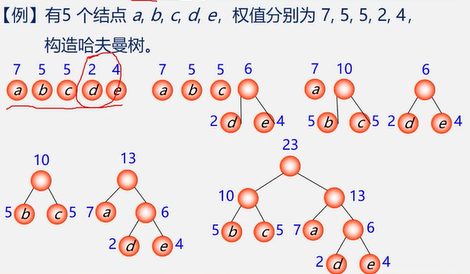 【例】有5 个结点 a, b, c, d, e，权值分别为 7, 5, 5, 2, 4，
构造哈夫曼树。
7 5 5 2 4
a b c d e
7 5 5 6
a b c
2 d e 4
7 10
a
5 b c 5
6
2 d e 4
10
5 b c 5
13
7 a 6
2 d e 4
23
10 13
5 b c 5 7 a 6
2 d e 4